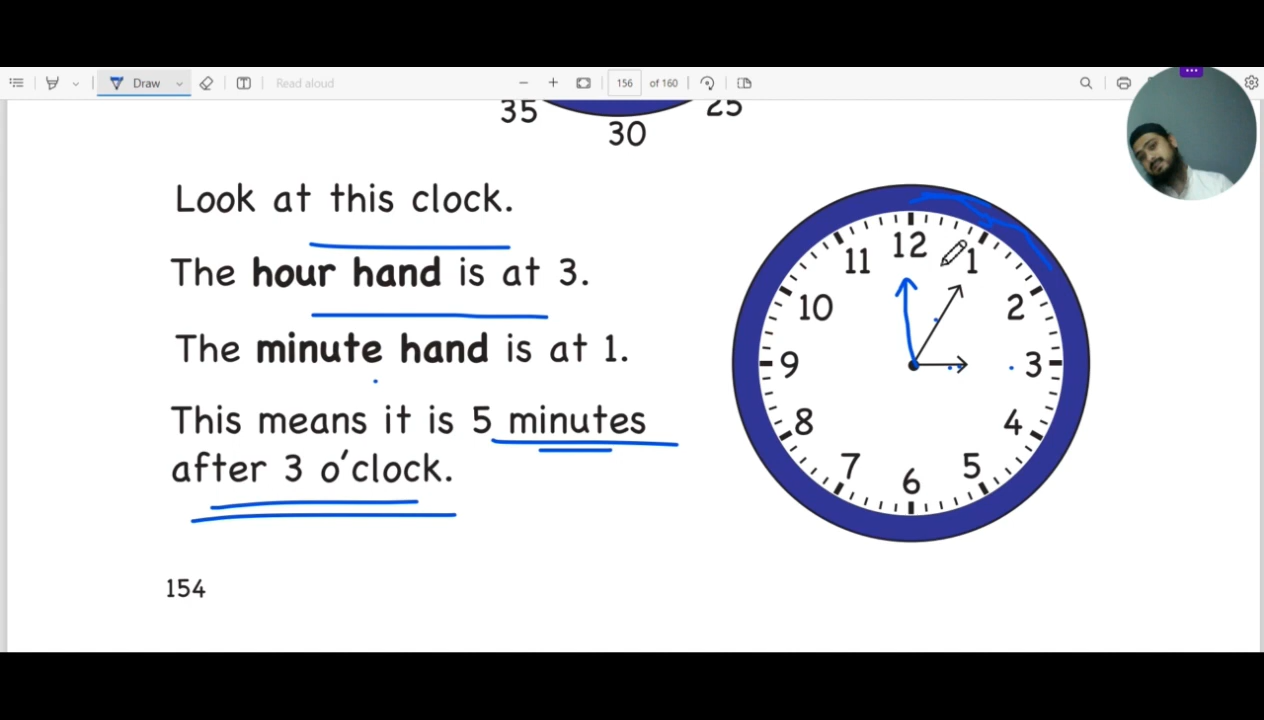 Draw
Read aloud
156 of 160
35 25
30
Look at this clock.
The hour hand is at 3.
The minute hand is at 1.
This means it is 5 minutes
after 3 o'clock.
12
11 1
10 2
9 3
8 4
7 5
6
154